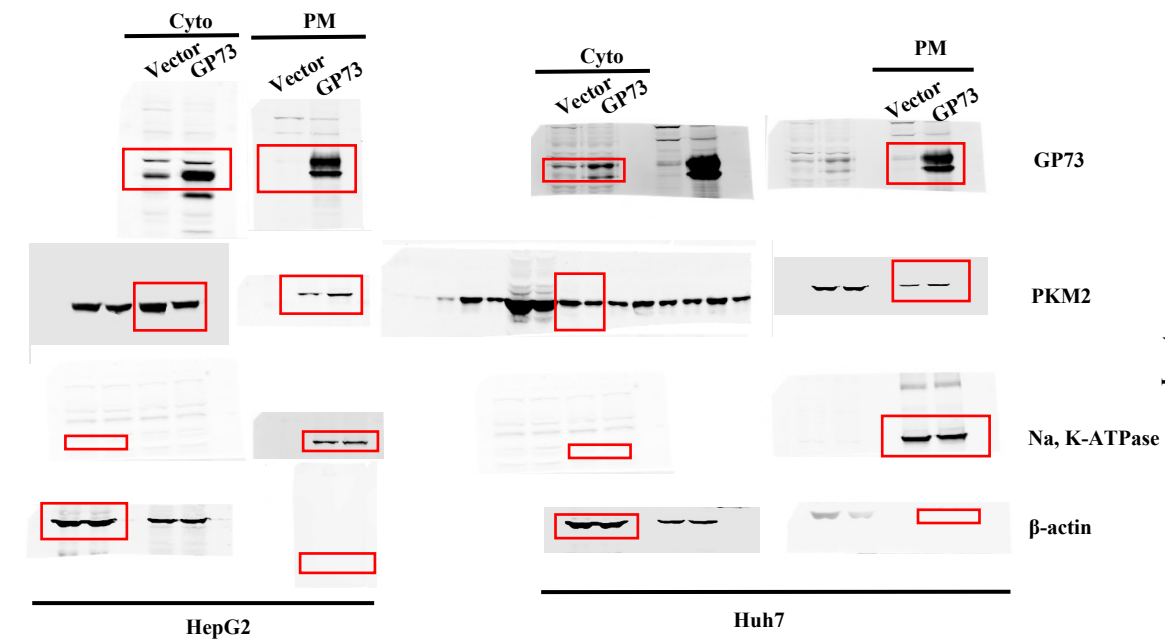 Cyto PM
Vector GP73 Vector GP73
Cyto PM
Vector GP73 Vector GP73
GP73
PKM2
Na, K-ATPase
β-actin
HepG2
Huh7